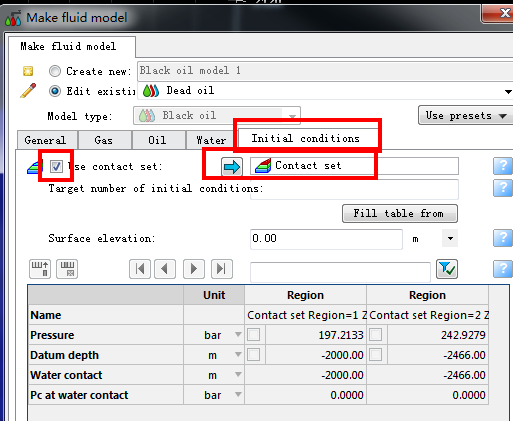 Make fluid model
Make fluid model
Create new: Black oil model 1
Edit existin Dead oil
Model type: Black oil Use presets
General Gas Oil Water Initial conditions
Use contact set: Contact set
Target number of initial conditions:
Fill table from
Surface elevation: 0.00 m
Unit Region Region
Name Contact set Region=1 Z Contact set Region=2 Z
Pressure bar 197.2133 242.9279
Datum depth m -2000.00 -2466.00
Water contact m -2000.00 -2466.00
Pc at water contact bar 0.0000 0.0000